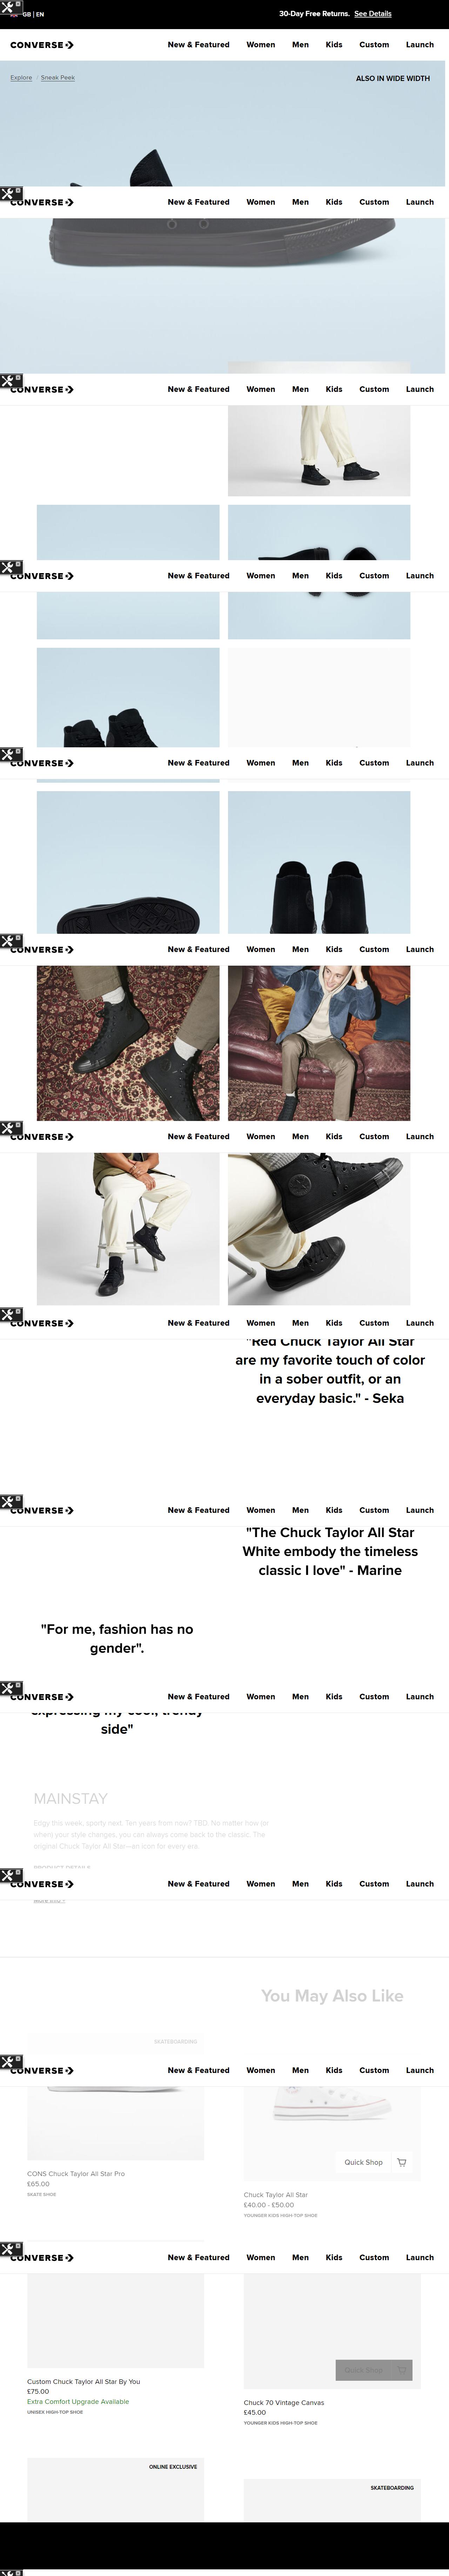 GB | EN
30-Day Free Returns. See Details
CONVERSE
New & Featured Women Men Kids Custom Launch
Explore / Sneak Peek
ALSO IN WIDE WIDTH
CONVERSE
New & Featured Women Men Kids Custom Launch
CONVERSE
New & Featured Women Men Kids Custom Launch
CONVERSE
New & Featured Women Men Kids Custom Launch
CONVERSE
New & Featured Women Men Kids Custom Launch
CONVERSE
New & Featured Women Men Kids Custom Launch
CONVERSE
New & Featured Women Men Kids Custom Launch
CONVERSE
New & Featured Women Men Kids Custom Launch
"Red Chuck Taylor All Star
are my favorite touch of color
in a sober outfit, or an
everyday basic." - Seka
CONVERSE
New & Featured Women Men Kids Custom Launch
"The Chuck Taylor All Star
White embody the timeless
classic I love" - Marine
"For me, fashion has no
gender".
CONVERSE
New & Featured Women Men Kids Custom Launch
expressing my cool, trendy
side"
MAINSTAY
Edgy this week, sporty next. Ten years from now? TBD. No matter how (or
when) your style changes, you can always come back to the classic. The
original Chuck Taylor All Star—an icon for every era.
PRODUCT DETAILS
CONVERSE
New & Featured Women Men Kids Custom Launch
You May Also Like
SKATEBOARDING
CONVERSE
New & Featured Women Men Kids Custom Launch
Quick Shop
CONS Chuck Taylor All Star Pro
£65.00
SKATE SHOE
Chuck Taylor All Star
£40.00 - £50.00
YOUNGER KIDS HIGH-TOP SHOE
CONVERSE
New & Featured Women Men Kids Custom Launch
Quick Shop
Custom Chuck Taylor All Star By You
£75.00
Extra Comfort Upgrade Available
UNISEX HIGH-TOP SHOE
Chuck 70 Vintage Canvas
£45.00
YOUNGER KIDS HIGH-TOP SHOE
ONLINE EXCLUSIVE
SKATEBOARDING